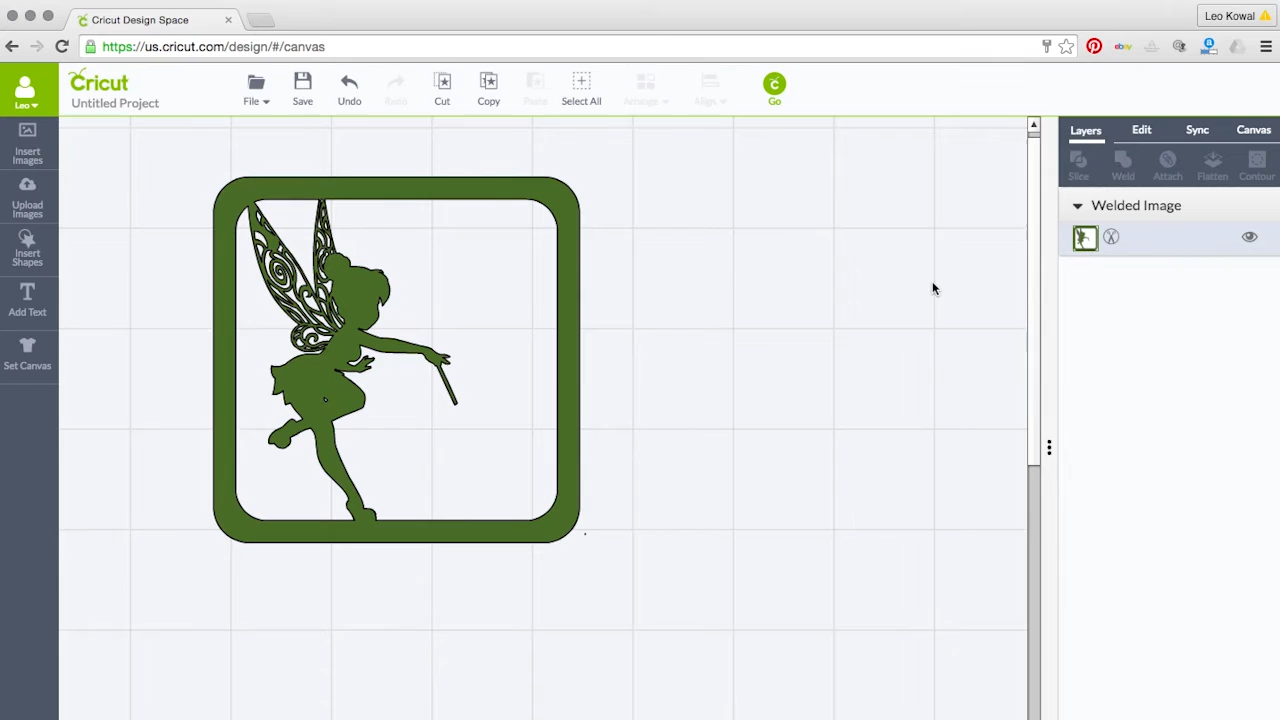 Cricut Design Space
Leo Kowal
https://us.cricut.com/design/#/canvas
ebay
Leo
Cricut
Untitled Project
File
Save
Undo
Redo
Cut
Copy
Paste
Select All
Arrange
Align
Go
Insert
Images
Upload
Images
Insert
Shapes
Add Text
Set Canvas
Layers
Edit
Sync
Canvas
Slice
Weld
Attach
Flatten
Contour
Welded Image